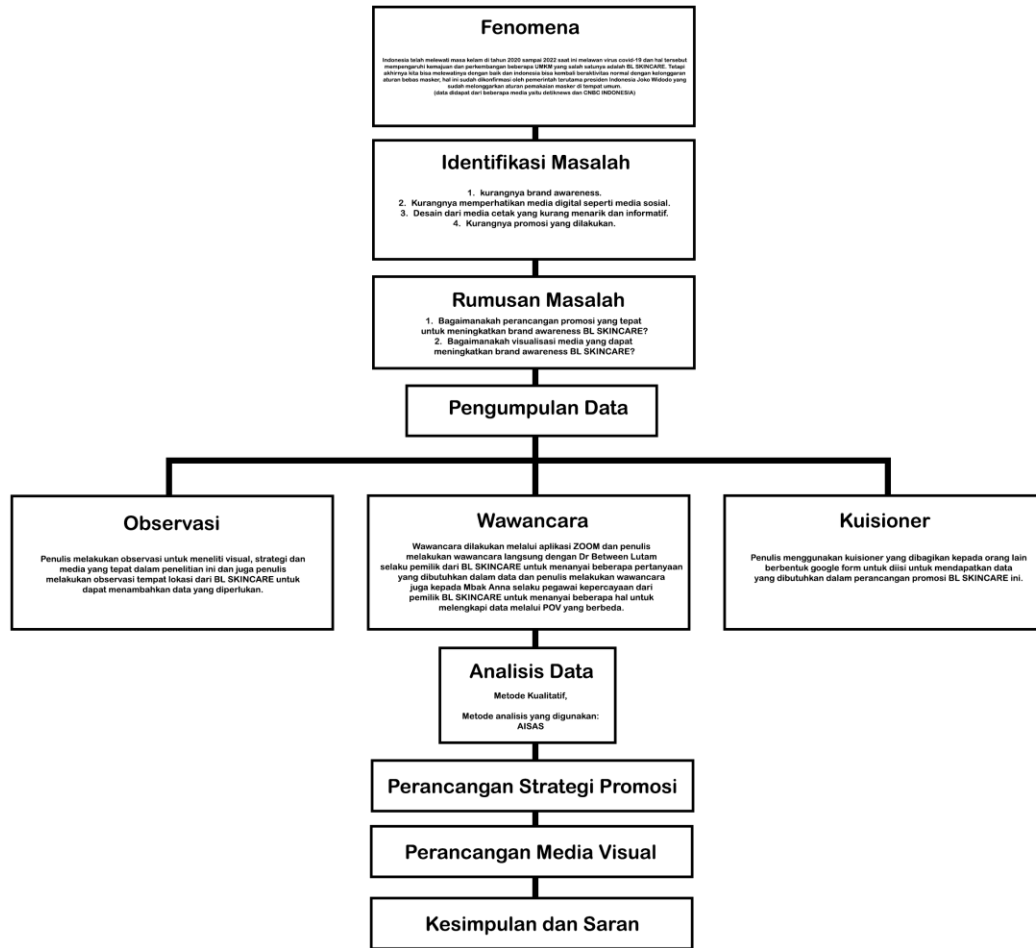 Fenomena
Indonesia telah melewati masa kelam di tahun 2020 sampai 2022 saat ini melawan virus covid-19 dan hal tersebut
mempengaruhi kemajuan dan perkembangan beberapa UMKM yang salah satunya adalah BL SKINCARE. Tetapi
akhirnya kita bisa melewatinya dengan baik dan indonesia bisa kembali beraktivitas normal dengan kelonggaran
aturan bebas masker, hal ini sudah dikonfirmasi oleh pemerintah terutama presiden Indonesia Joko Widodo yang
sudah melonggarkan aturan pemakaian masker di tempat umum.
(data didapat dari beberapa media yaitu detiknews dan CNBC INDONESIA)
Identifikasi Masalah
1. kurangnya brand awareness.
2. Kurangnya memperhatikan media digital seperti media sosial.
3. Desain dari media cetak yang kurang menarik dan informatif.
4. Kurangnya promosi yang dilakukan.
Rumusan Masalah
1. Bagaimanakah perancangan promosi yang tepat
untuk meningkatkan brand awareness BL SKINCARE?
2. Bagaimanakah visualisasi media yang dapat
meningkatkan brand awareness BL SKINCARE?
Pengumpulan Data
Observasi
Penulis melakukan observasi untuk meneliti visual, strategi dan
media yang tepat dalam penelitian ini dan juga penulis
melakukan observasi tempat lokasi dari BL SKINCARE untuk
dapat menambahkan data yang diperlukan.
Wawancara
Wawancara dilakukan melalui aplikasi ZOOM dan penulis
melakukan wawancara langsung dengan Dr Between Lutam
selaku pemilik dari BL SKINCARE untuk menanyai beberapa pertanyaan
yang dibutuhkan dalam data dan penulis melakukan wawancara
juga kepada Mbak Anna selaku pegawai kepercayaan dari
pemilik BL SKINCARE untuk menanyai beberapa hal untuk
melengkapi data melalui POV yang berbeda.
Kuisioner
Penulis menggunakan kuisioner yang dibagikan kepada orang lain
berbentuk google form untuk diisi untuk mendapatkan data
yang dibutuhkan dalam perancangan promosi BL SKINCARE ini.
Analisis Data
Metode Kualitatif,
Metode analisis yang digunakan:
AISAS
Perancangan Strategi Promosi
Perancangan Media Visual
Kesimpulan dan Saran